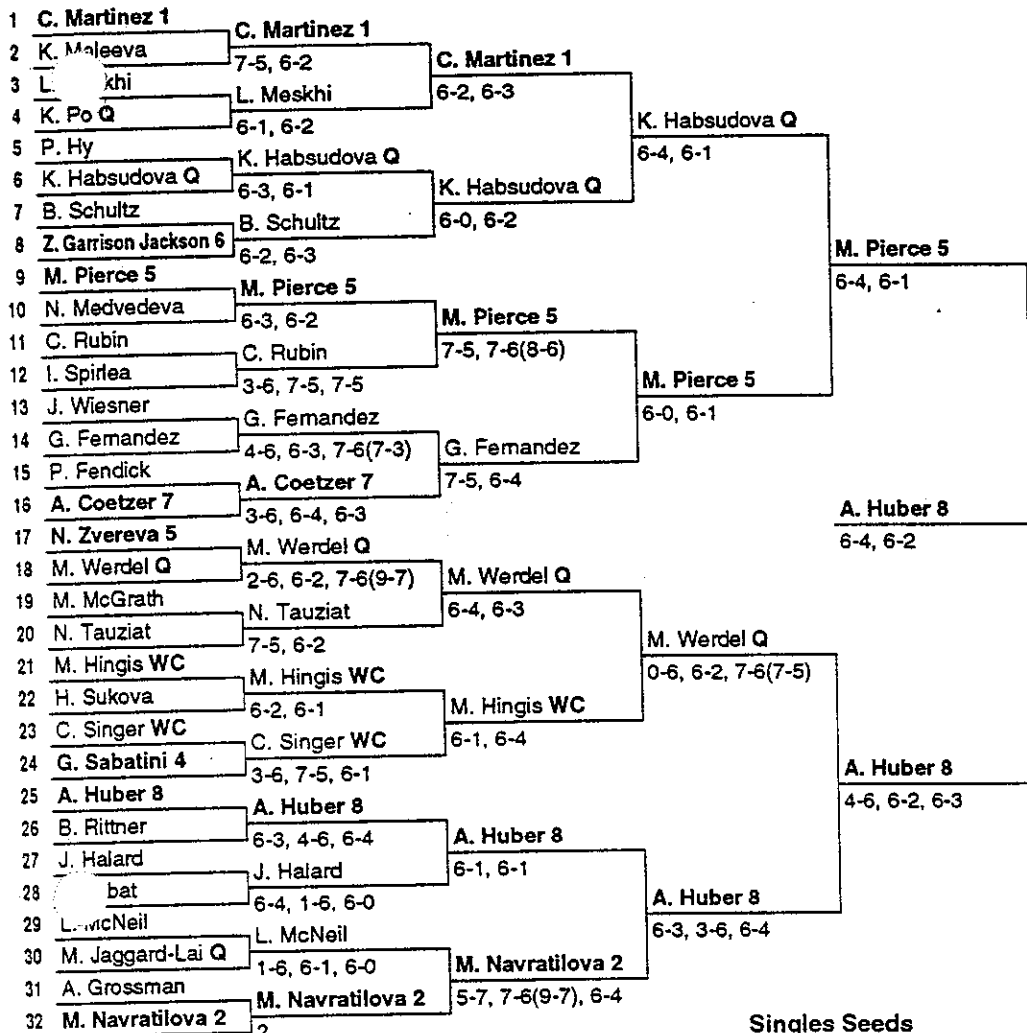 1 C. Martinez 1
2 K. Maleeva
3 L. khi
4 K. Po Q
5 P. Hy
6 K. Habsudova Q
7 B. Schultz
8 Z. Garrison Jackson 6
9 M. Pierce 5
10 N. Medvedeva
11 C. Rubin
12 I. Spirlea
13 J. Wiesner
14 G. Fernandez
15 P. Fendick
16 A. Coetzer 7
17 N. Zvereva 5
18 M. Werdel Q
19 M. McGrath
20 N. Tauziat
21 M. Hingis WC
22 H. Sukova
23 C. Singer WC
24 G. Sabatini 4
25 A. Huber 8
26 B. Rittner
27 J. Halard
28 bat
29 L. McNeil
30 M. Jaggard-Lai Q
31 A. Grossman
32 M. Navratilova 2
C. Martinez 1
7-5, 6-2
L. Meskhi
6-1, 6-2
K. Habsudova Q
6-3, 6-1
B. Schultz
6-2, 6-3
M. Pierce 5
6-3, 6-2
C. Rubin
3-6, 7-5, 7-5
G. Fernandez
4-6, 6-3, 7-6(7-3)
A. Coetzer 7
3-6, 6-4, 6-3
M. Werdel Q
2-6, 6-2, 7-6(9-7)
N. Tauziat
7-5, 6-2
M. Hingis WC
6-2, 6-1
C. Singer WC
3-6, 7-5, 6-1
A. Huber 8
6-3, 4-6, 6-4
J. Halard
6-4, 1-6, 6-0
L. McNeil
1-6, 6-1, 6-0
M. Navratilova 2
C. Martinez 1
6-2, 6-3
K. Habsudova Q
6-0, 6-2
M. Pierce 5
7-5, 7-6(8-6)
G. Fernandez
7-5, 6-4
M. Werdel Q
6-4, 6-3
M. Hingis WC
6-1, 6-4
A. Huber 8
6-1, 6-1
M. Navratilova 2
5-7, 7-6(9-7), 6-4
K. Habsudova Q
6-4, 6-1
M. Pierce 5
6-0, 6-1
M. Werdel Q
0-6, 6-2, 7-6(7-5)
A. Huber 8
6-3, 3-6, 6-4
M. Pierce 5
6-4, 6-1
A. Huber 8
4-6, 6-2, 6-3
A. Huber 8
6-4, 6-2
Singles Seeds